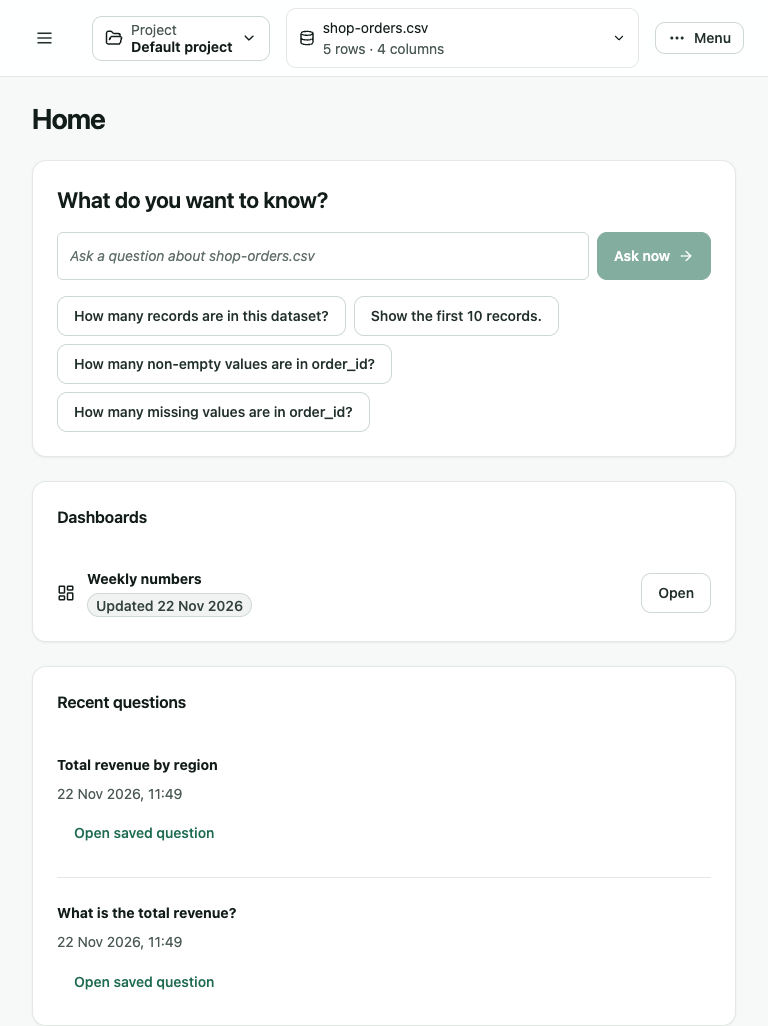 Project
Default project
shop-orders.csv
5 rows · 4 columns
Menu
Home
What do you want to know?
Ask a question about shop-orders.csv
Ask now
How many records are in this dataset?
Show the first 10 records.
How many non-empty values are in order_id?
How many missing values are in order_id?
Dashboards
Weekly numbers
Updated 22 Nov 2026
Open
Recent questions
Total revenue by region
22 Nov 2026, 11:49
Open saved question
What is the total revenue?
22 Nov 2026, 11:49
Open saved question